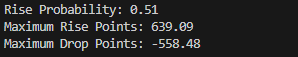 Rise Probability: 0.51
Maximum Rise Points: 639.09
Maximum Drop Points: -558.48